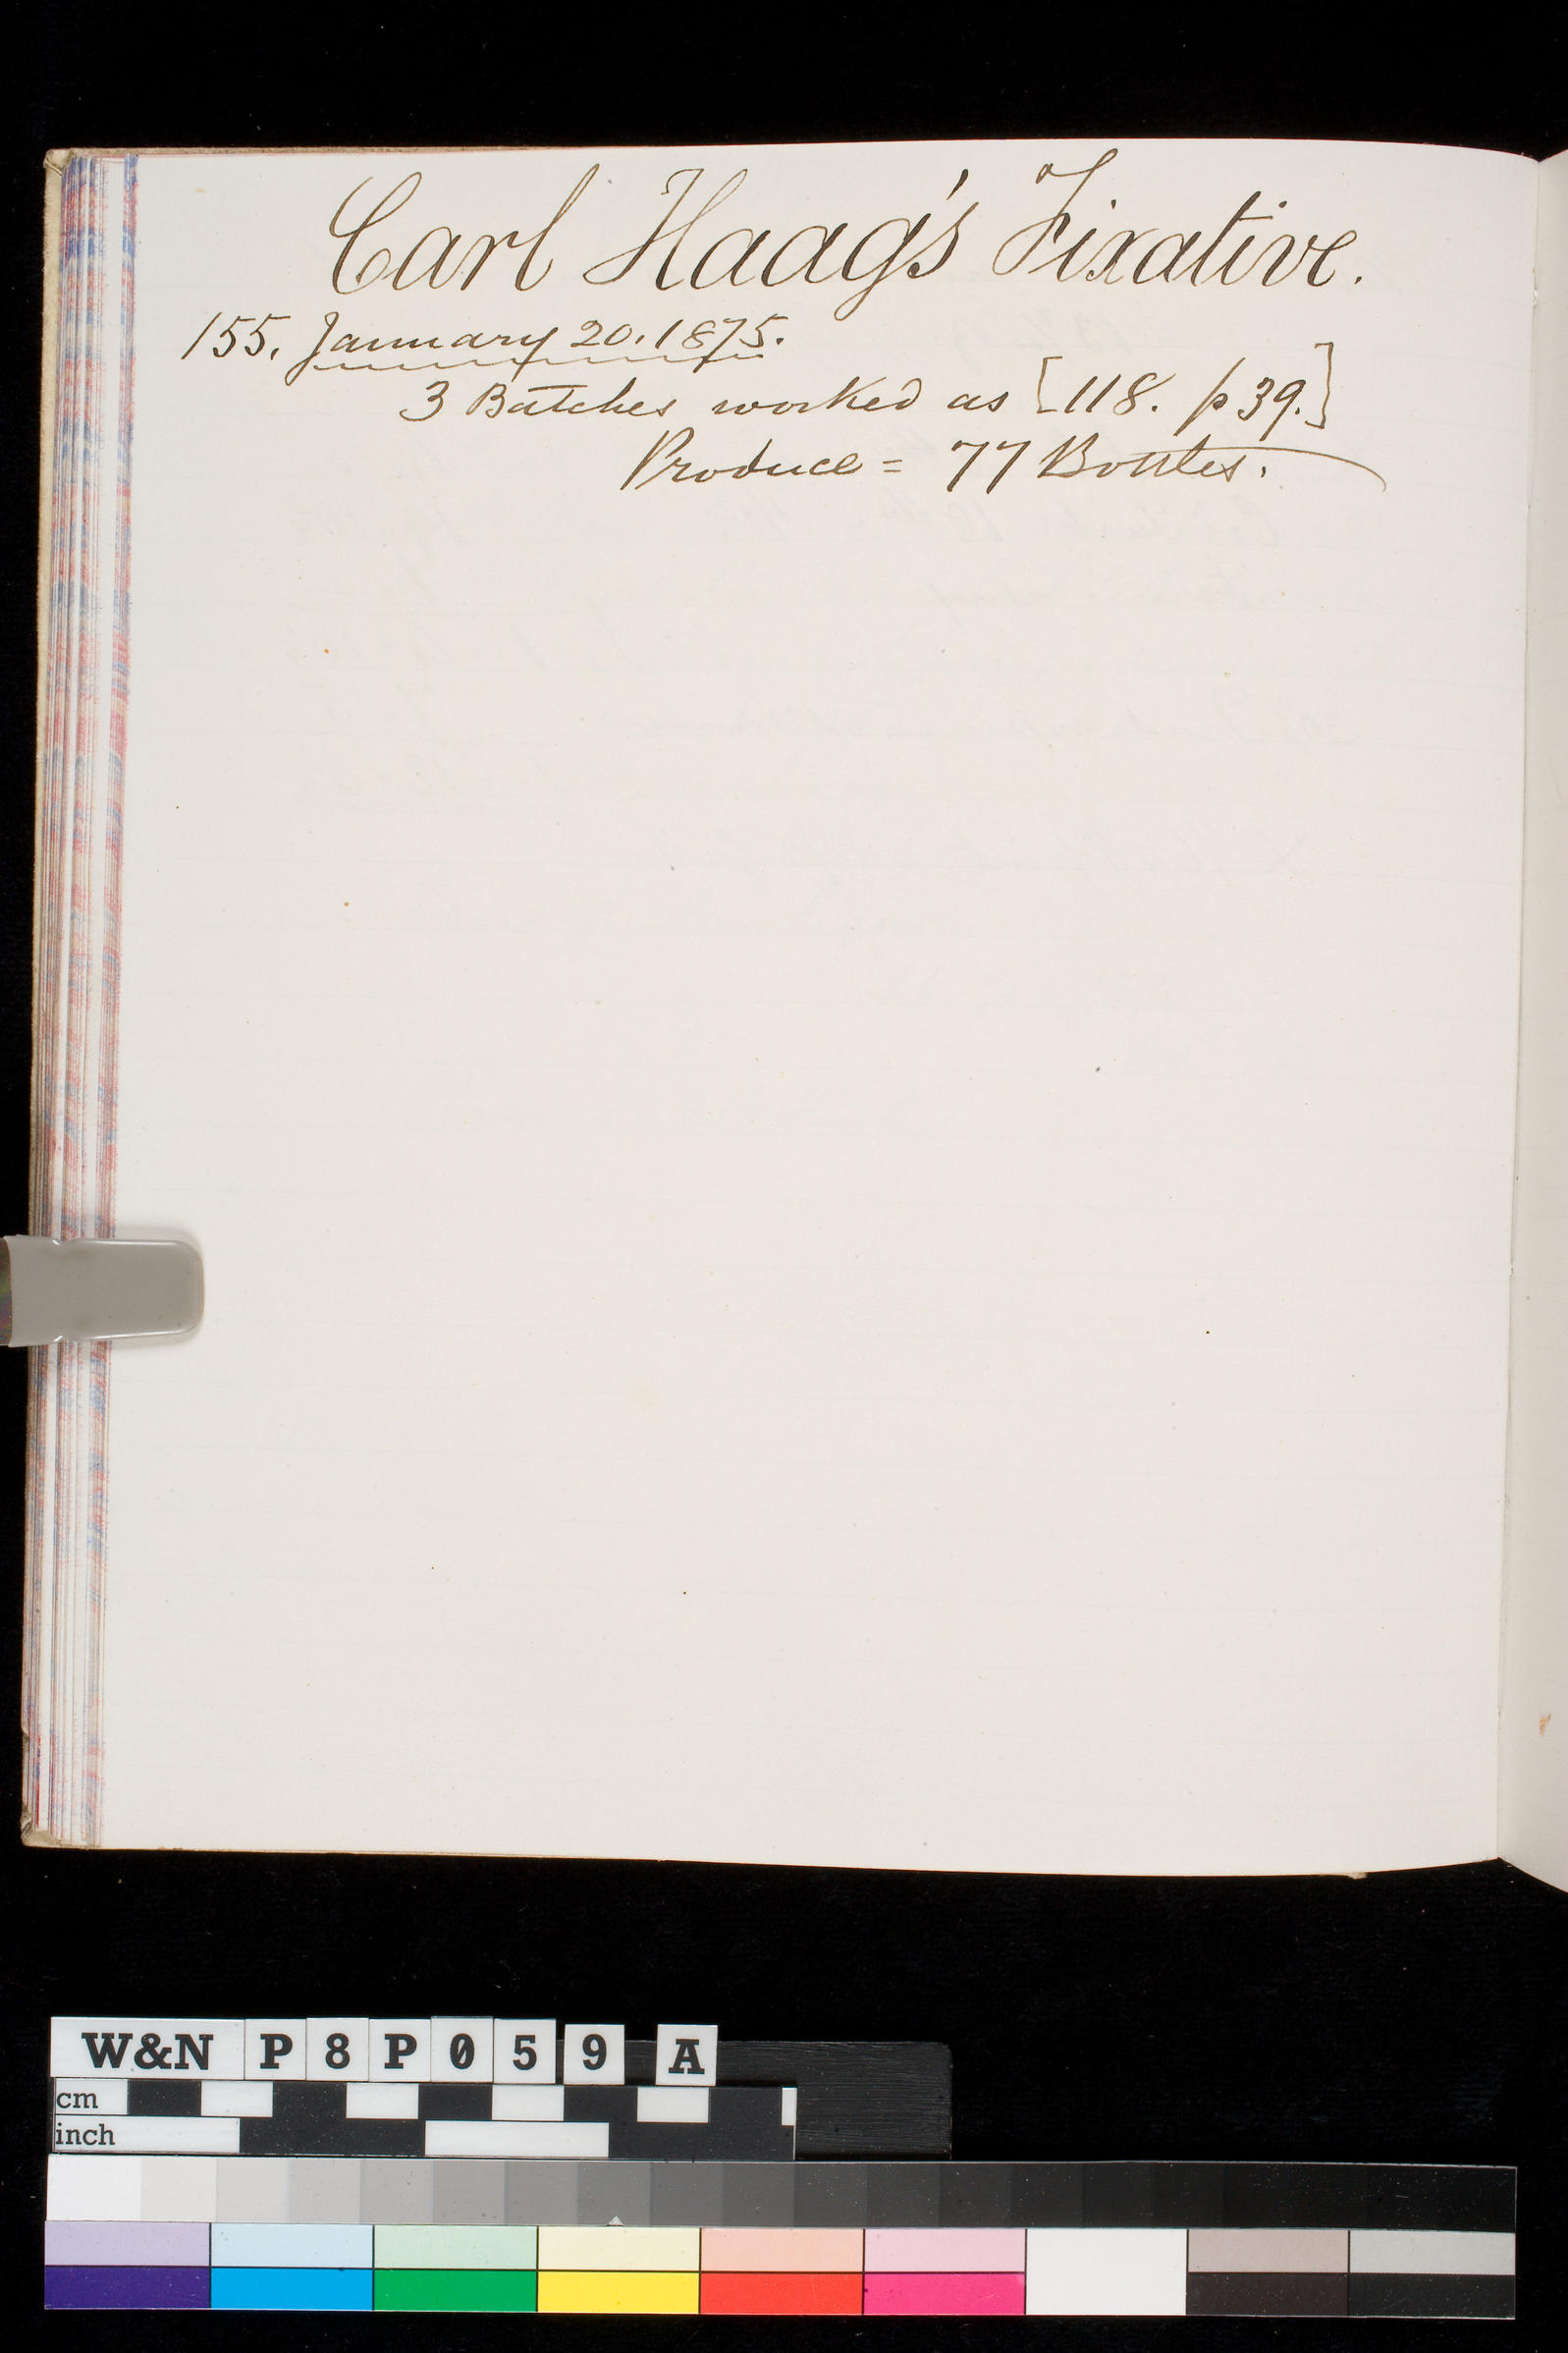 Carl Haag's Fixative.
155. January 20. 1875.
3 Batches worked as [118. p39.]
Produce = 77 Bottles.
W&N P8P059 A
cm
inch